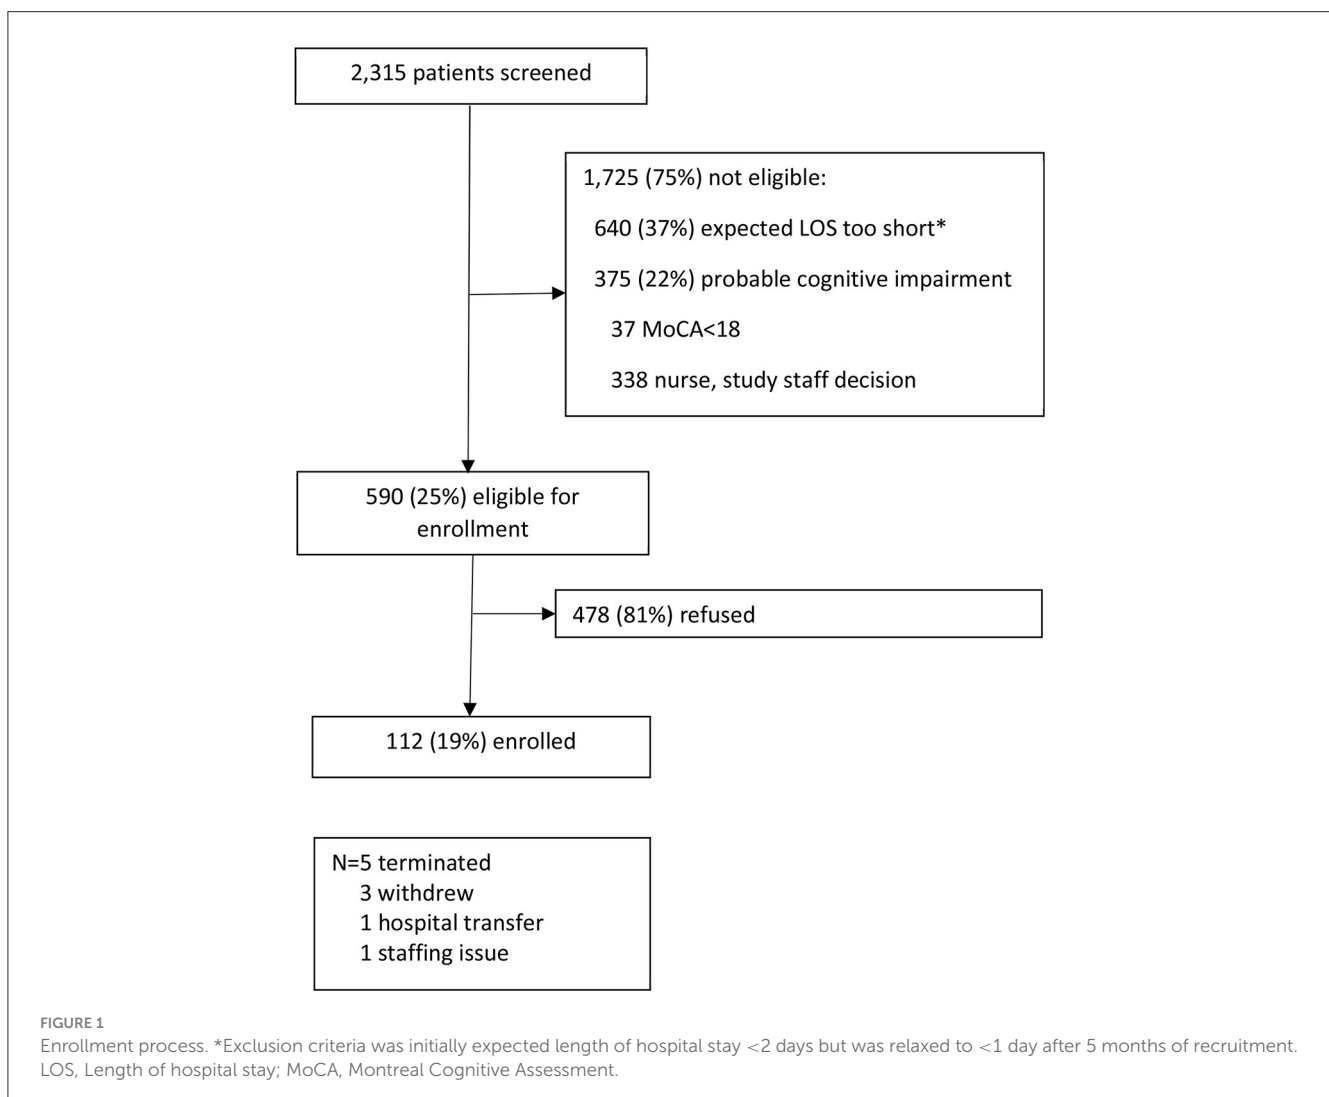 2,315 patients screened
1,725 (75%) not eligible:
640 (37%) expected LOS too short*
375 (22%) probable cognitive impairment
37 MoCA<18
338 nurse, study staff decision
590 (25%) eligible for
enrollment
478 (81%) refused
112 (19%) enrolled
N=5 terminated
3 withdrew
1 hospital transfer
1 staffing issue
FIGURE 1
Enrollment process. *Exclusion criteria was initially expected length of hospital stay <2 days but was relaxed to <1 day after 5 months of recruitment.
LOS, Length of hospital stay; MoCA, Montreal Cognitive Assessment.